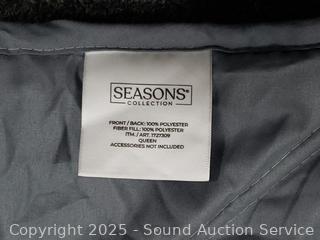 SEASONS®
COLLECTION
FRONT / BACK: 100% POLYESTER
FIBER FILL: 100% POLYESTER
ITM. / ART. 1727309
QUEEN
ACCESSORIES NOT INCLUDED
Copyright 2025 - Sound Auction Service